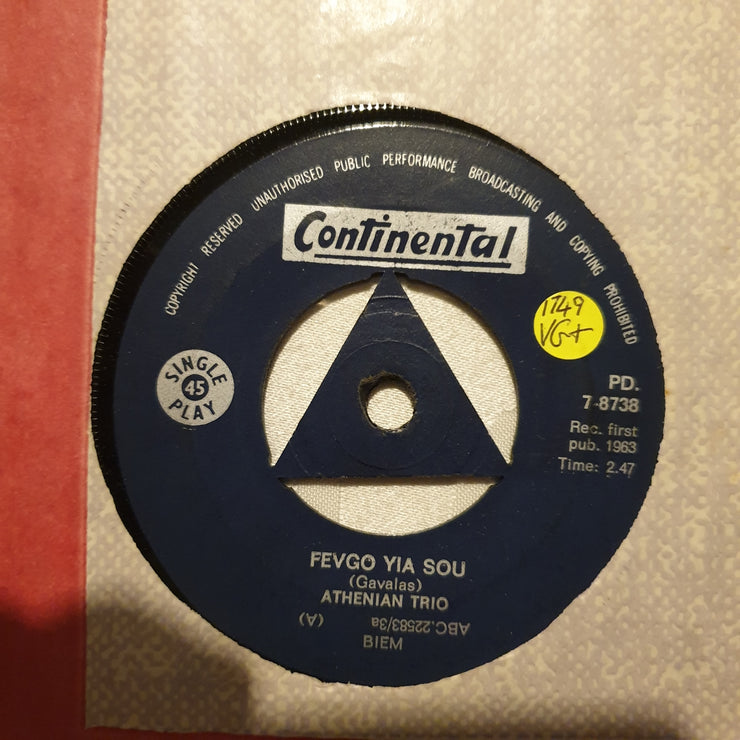 COPYRIGHT RESERVED UNAUTHORISED PUBLIC PERFORMANCE BROADCASTING AND COPYING PROHIBITED
Continental
1749
VG+
SINGLE
45
PLAY
PD.
7-8738
Rec. first
pub. 1963
Time: 2.47
FEVGO YIA SOU
(Gavalas)
ATHENIAN TRIO
ABC.22583/3a (A)
BIEM